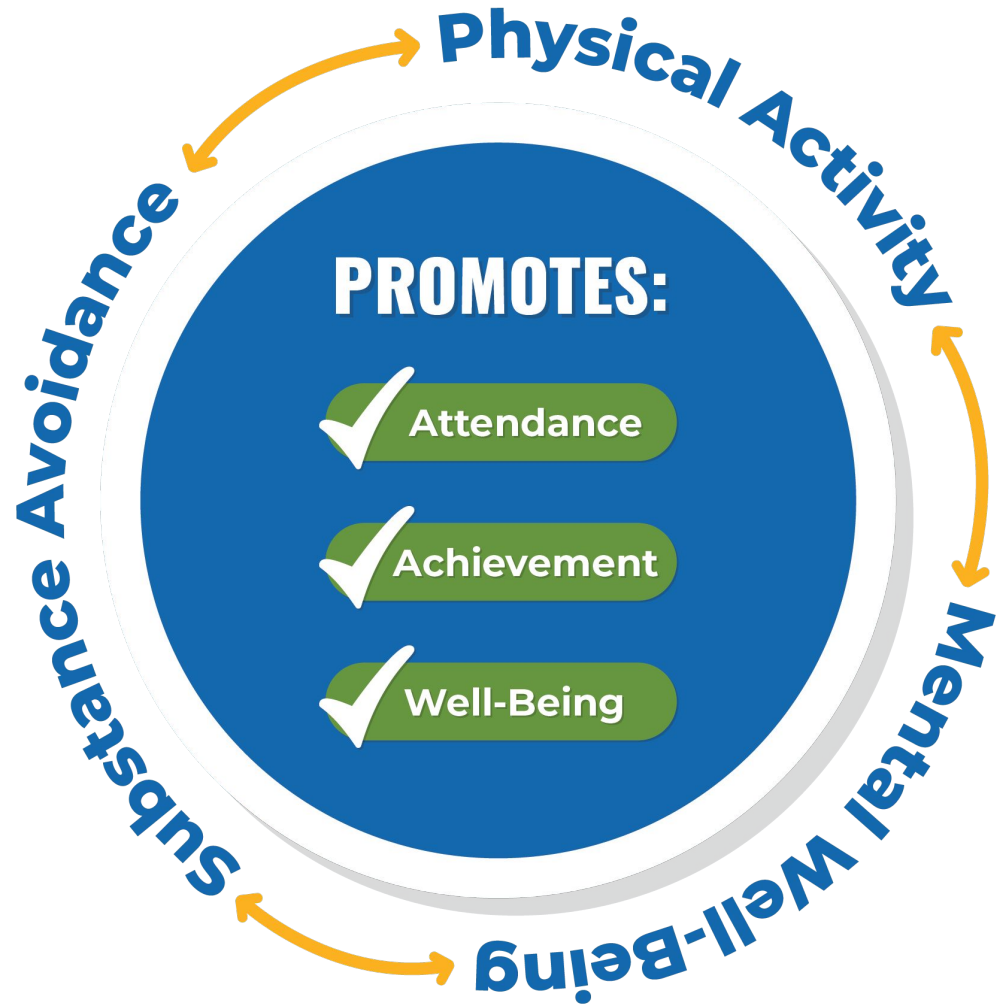 Physical Activity
Mental Well-Being
Substance Avoidance
PROMOTES:
Attendance
Achievement
Well-Being